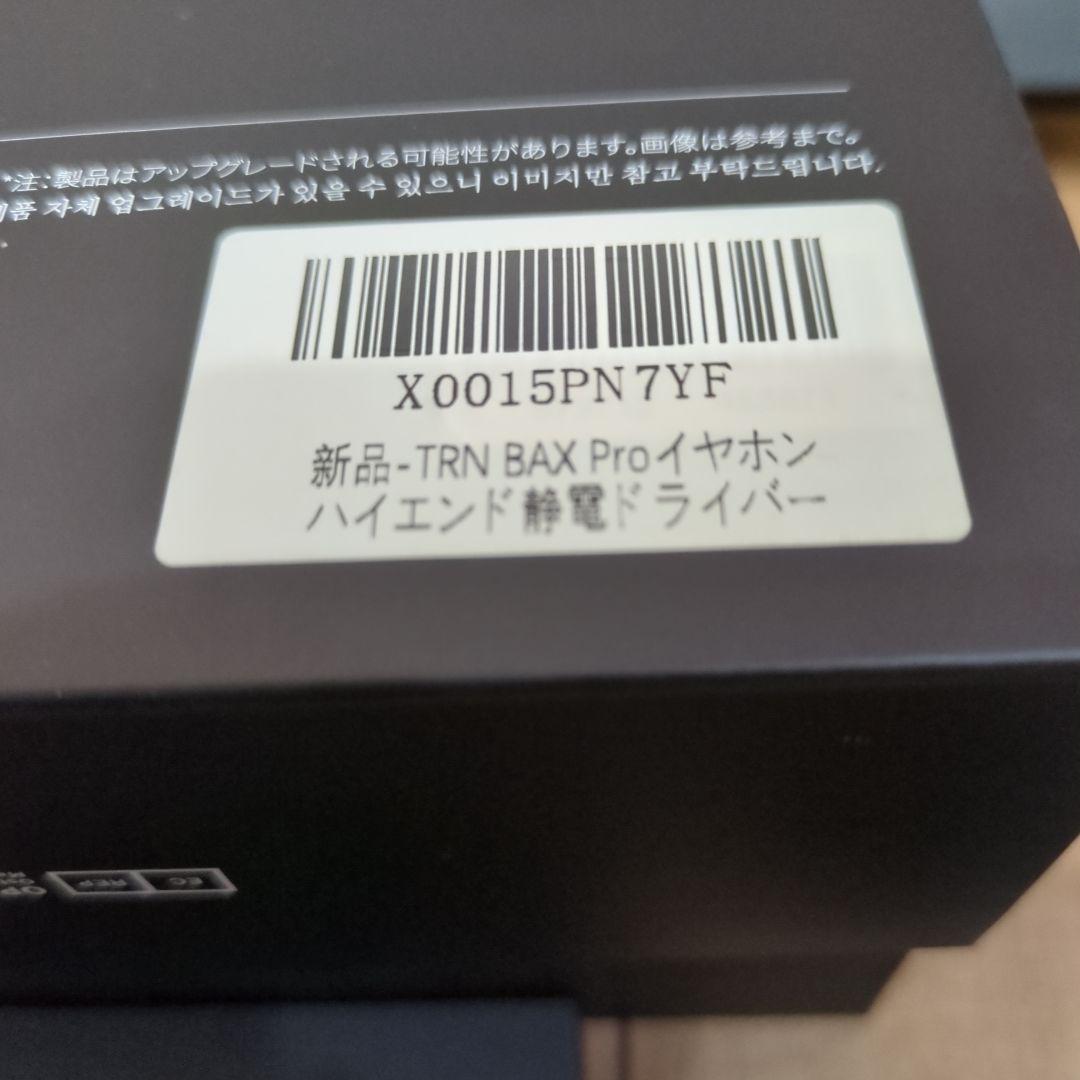 *注:製品はアップグレードされる可能性があります。画像は参考まで。
자체 업그레이드가 있을 수 있으니 이미지만 참고 부탁드립니다.
X0015PN7YF
新品-TRN BAX Proイヤホン
ハイエンド静電ドライバー
EC REP